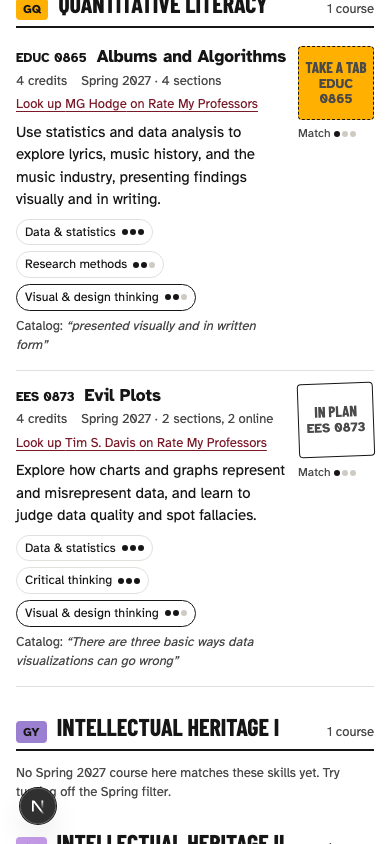 GQ QUANTITATIVE LITERACY 1 course
EDUC 0865 Albums and Algorithms
4 credits Spring 2027 · 4 sections
Look up MG Hodge on Rate My Professors
Use statistics and data analysis to
explore lyrics, music history, and the
music industry, presenting findings
visually and in writing.
Data & statistics
Research methods
Visual & design thinking
Catalog: “presented visually and in written
form”
TAKE A TAB
EDUC
0865
Match
EES 0873 Evil Plots
4 credits Spring 2027 · 2 sections, 2 online
Look up Tim S. Davis on Rate My Professors
Explore how charts and graphs represent
and misrepresent data, and learn to
judge data quality and spot fallacies.
Data & statistics
Critical thinking
Visual & design thinking
Catalog: “There are three basic ways data
visualizations can go wrong”
IN PLAN
EES 0873
Match
GY INTELLECTUAL HERITAGE I 1 course
No Spring 2027 course here matches these skills yet. Try
off the Spring filter.
N
INTELLECTUAL HERITAGE II